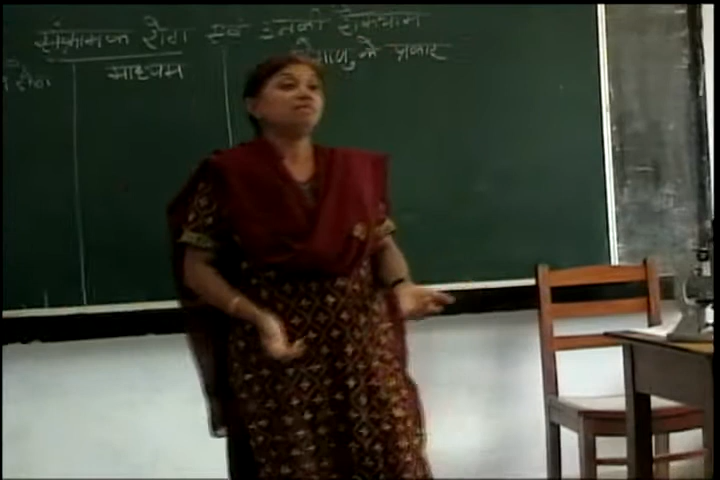 संक्रामक रोग एवं उनकी रोकथाम
रोग माध्यम रोगाणु के प्रकार